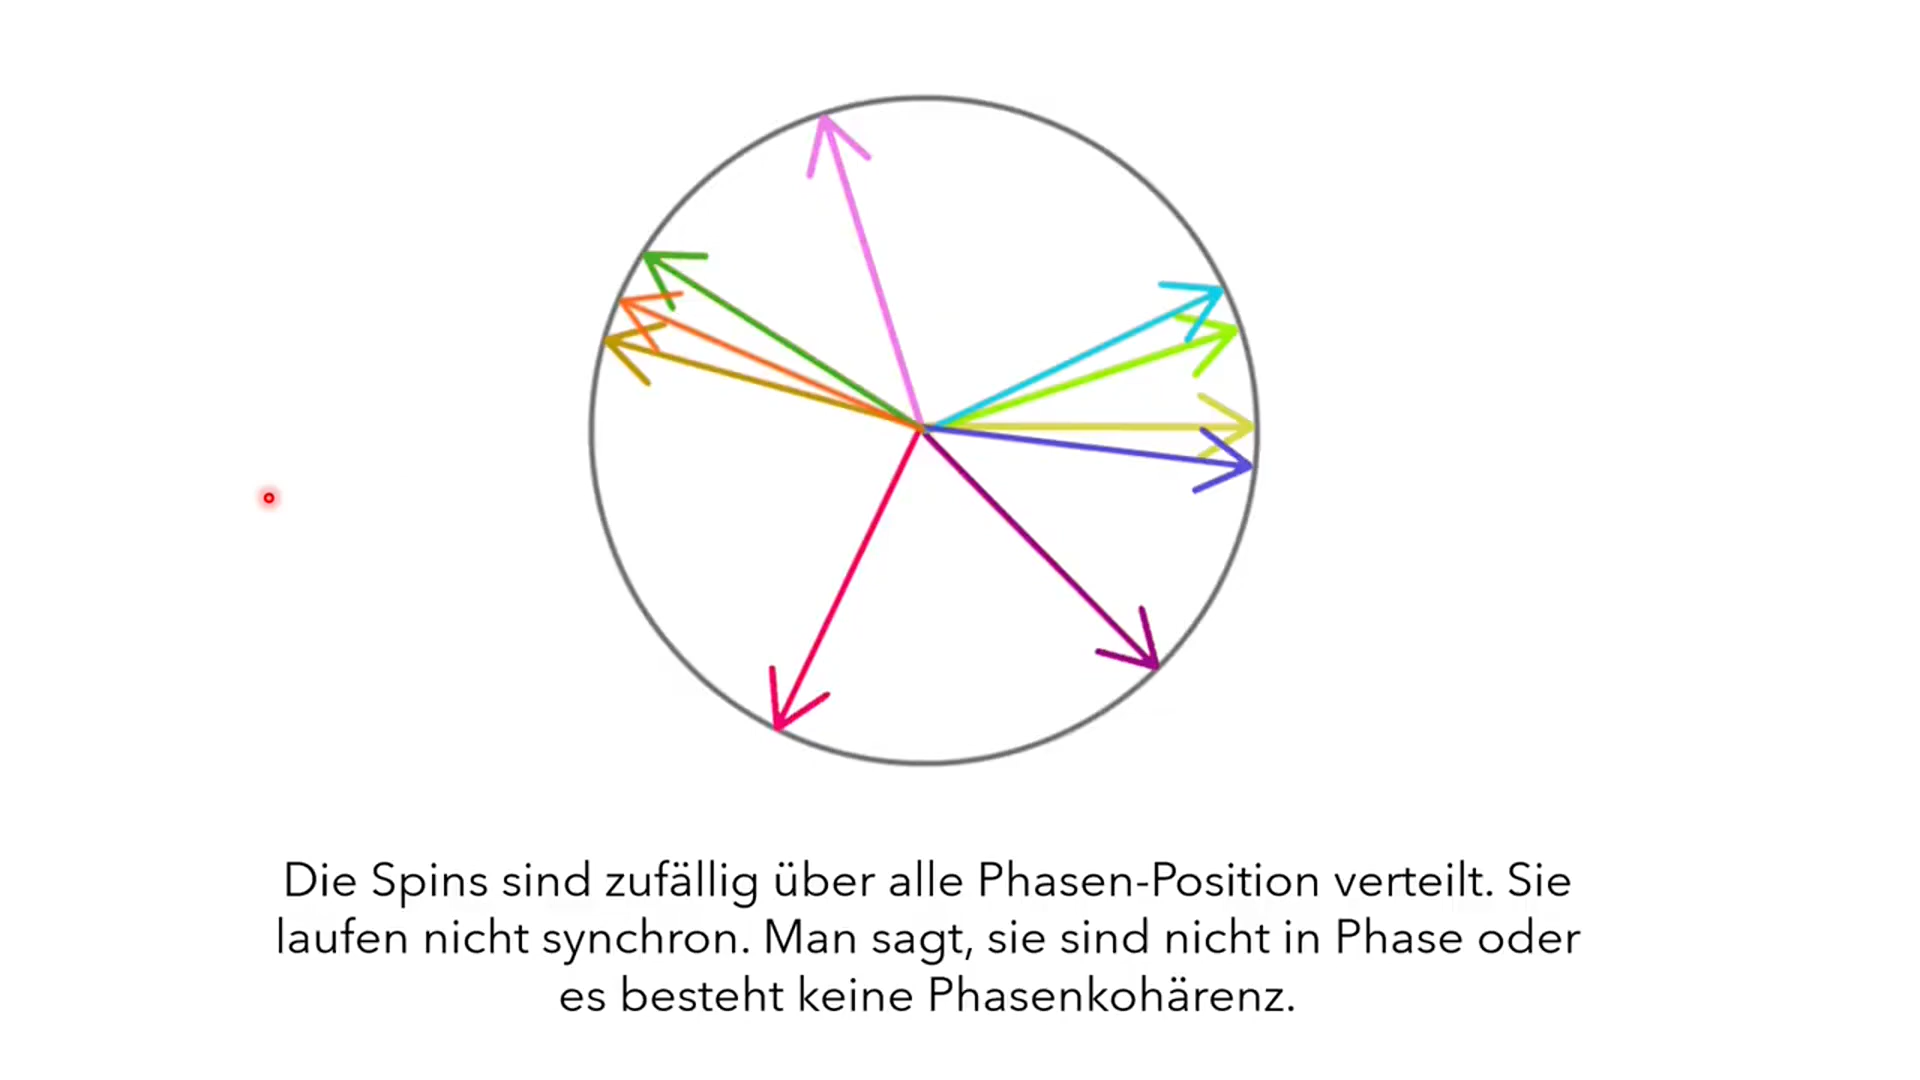 Die Spins sind zufällig über alle Phasen-Position verteilt. Sie
laufen nicht synchron. Man sagt, sie sind nicht in Phase oder
es besteht keine Phasenkohärenz.